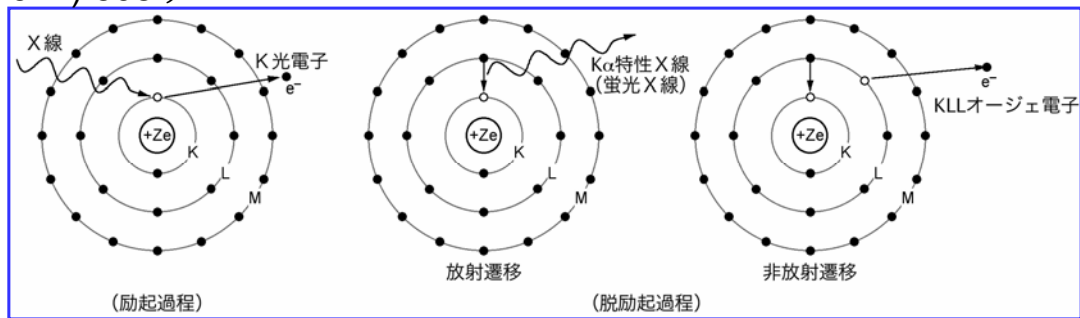 X線
K光電子
e⁻
+Ze
K
L
M
(励起過程)
Kα特性X線
(蛍光X線)
+Ze
K
L
M
放射遷移
e⁻
KLLオージェ電子
+Ze
K
L
M
非放射遷移
(脱励起過程)